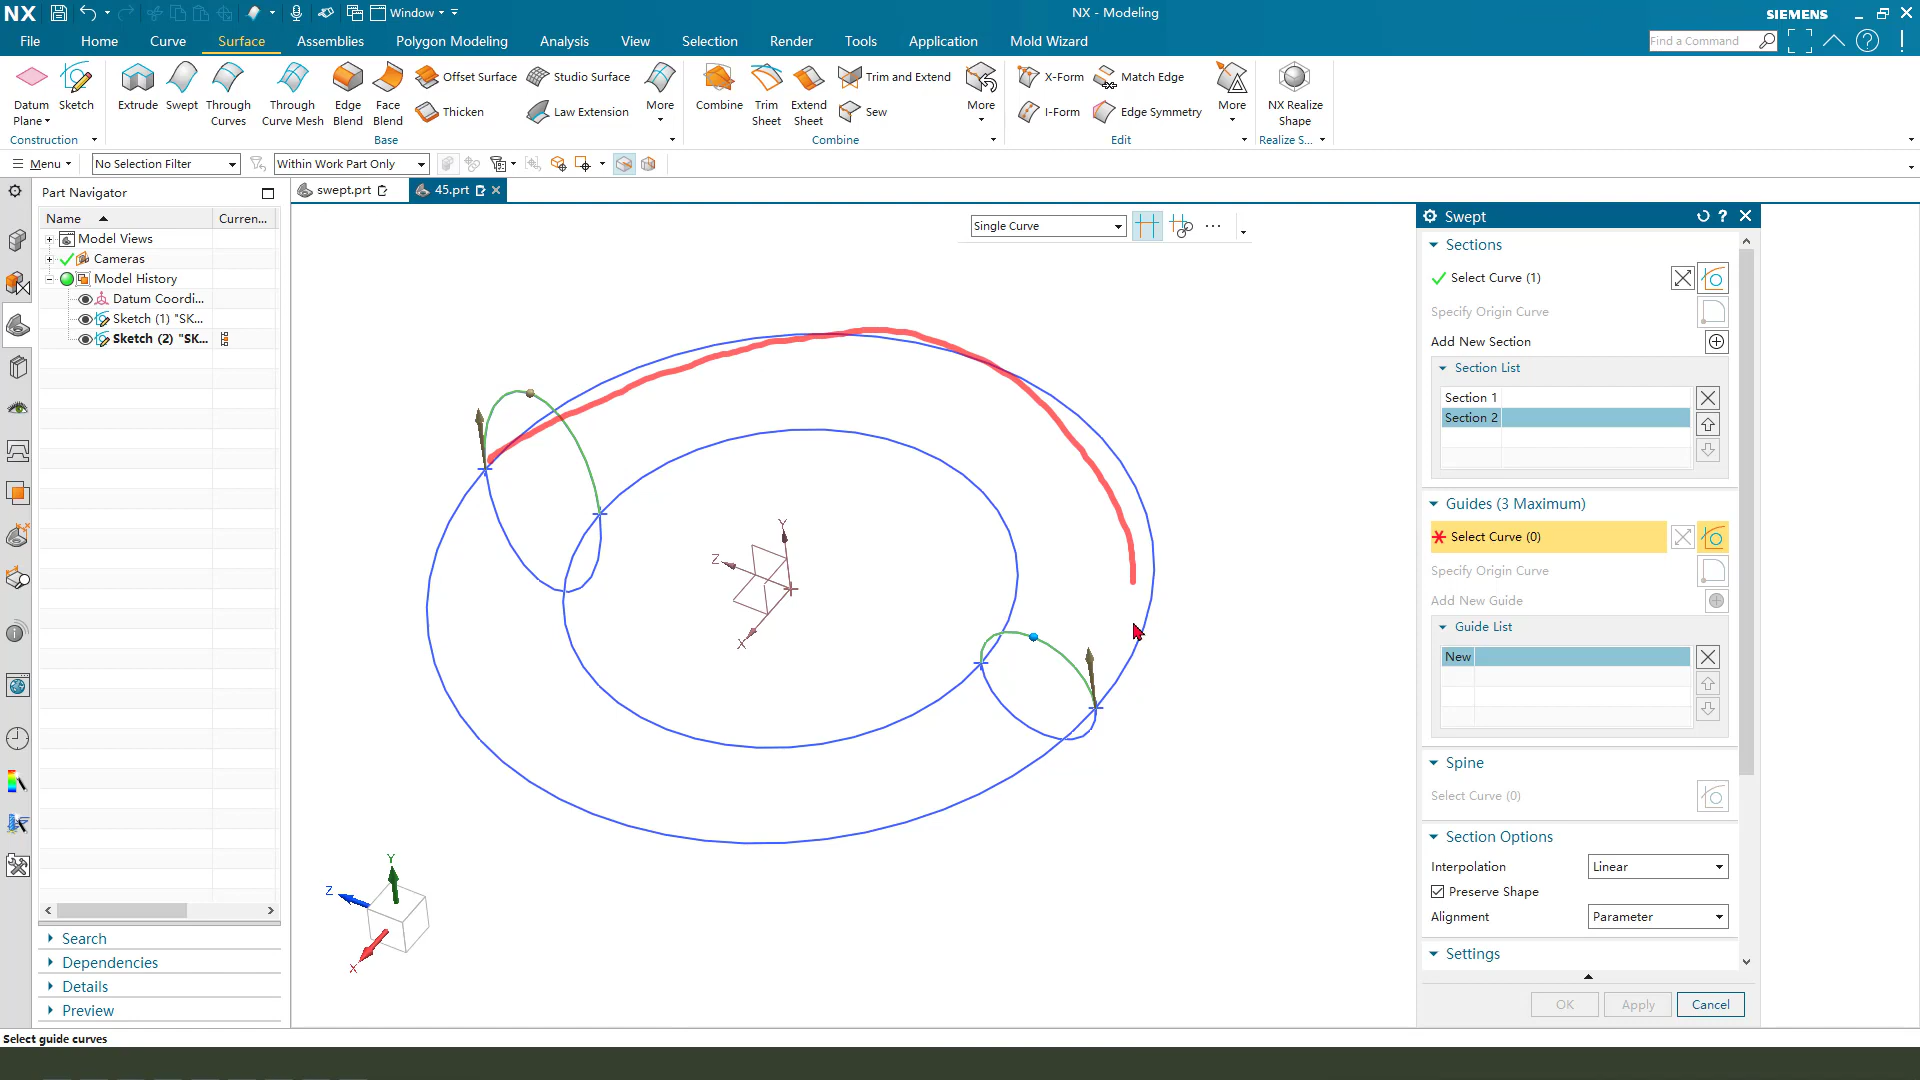 NX
Window
NX - Modeling
SIEMENS
File
Home
Curve
Surface
Assemblies
Polygon Modeling
Analysis
View
Selection
Render
Tools
Application
Mold Wizard
Find a Command
Datum Plane
Sketch
Extrude
Swept
Through Curves
Through Curve Mesh
Edge Blend
Face Blend
Offset Surface
Thicken
Studio Surface
Law Extension
More
Combine
Trim Sheet
Extend Sheet
Trim and Extend
Sew
More
X-Form
I-Form
Match Edge
Edge Symmetry
More
NX Realize Shape
Construction
Base
Combine
Edit
Realize S...
Menu
No Selection Filter
Within Work Part Only
Part Navigator
swept.prt
45.prt
Name
Curren...
Model Views
Cameras
Model History
Datum Coordi...
Sketch (1) "SK...
Sketch (2) "SK...
Search
Dependencies
Details
Preview
Single Curve
Y
Z
X
Y
Z
X
Swept
?
Sections
Select Curve (1)
Specify Origin Curve
Add New Section
Section List
Section 1
Section 2
Guides (3 Maximum)
Select Curve (0)
Specify Origin Curve
Add New Guide
Guide List
New
Spine
Select Curve (0)
Section Options
Interpolation
Linear
Preserve Shape
Alignment
Parameter
Settings
OK
Apply
Cancel
Select guide curves